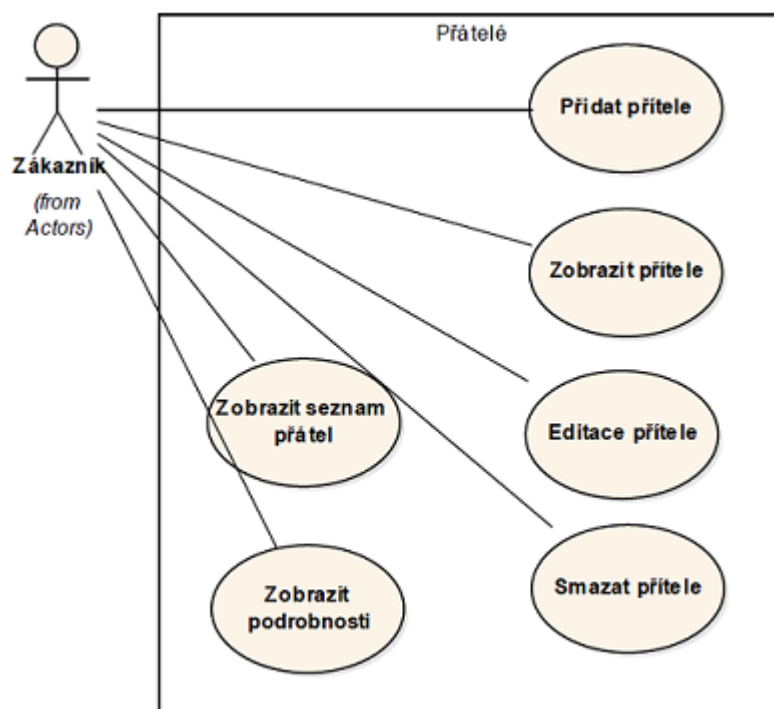 Přátelé
Zákazník
(from
Actors)
Přidat přítele
Zobrazit přítele
Zobrazit seznam
přátel
Editace přítele
Zobrazit
podrobnosti
Smazat přítele